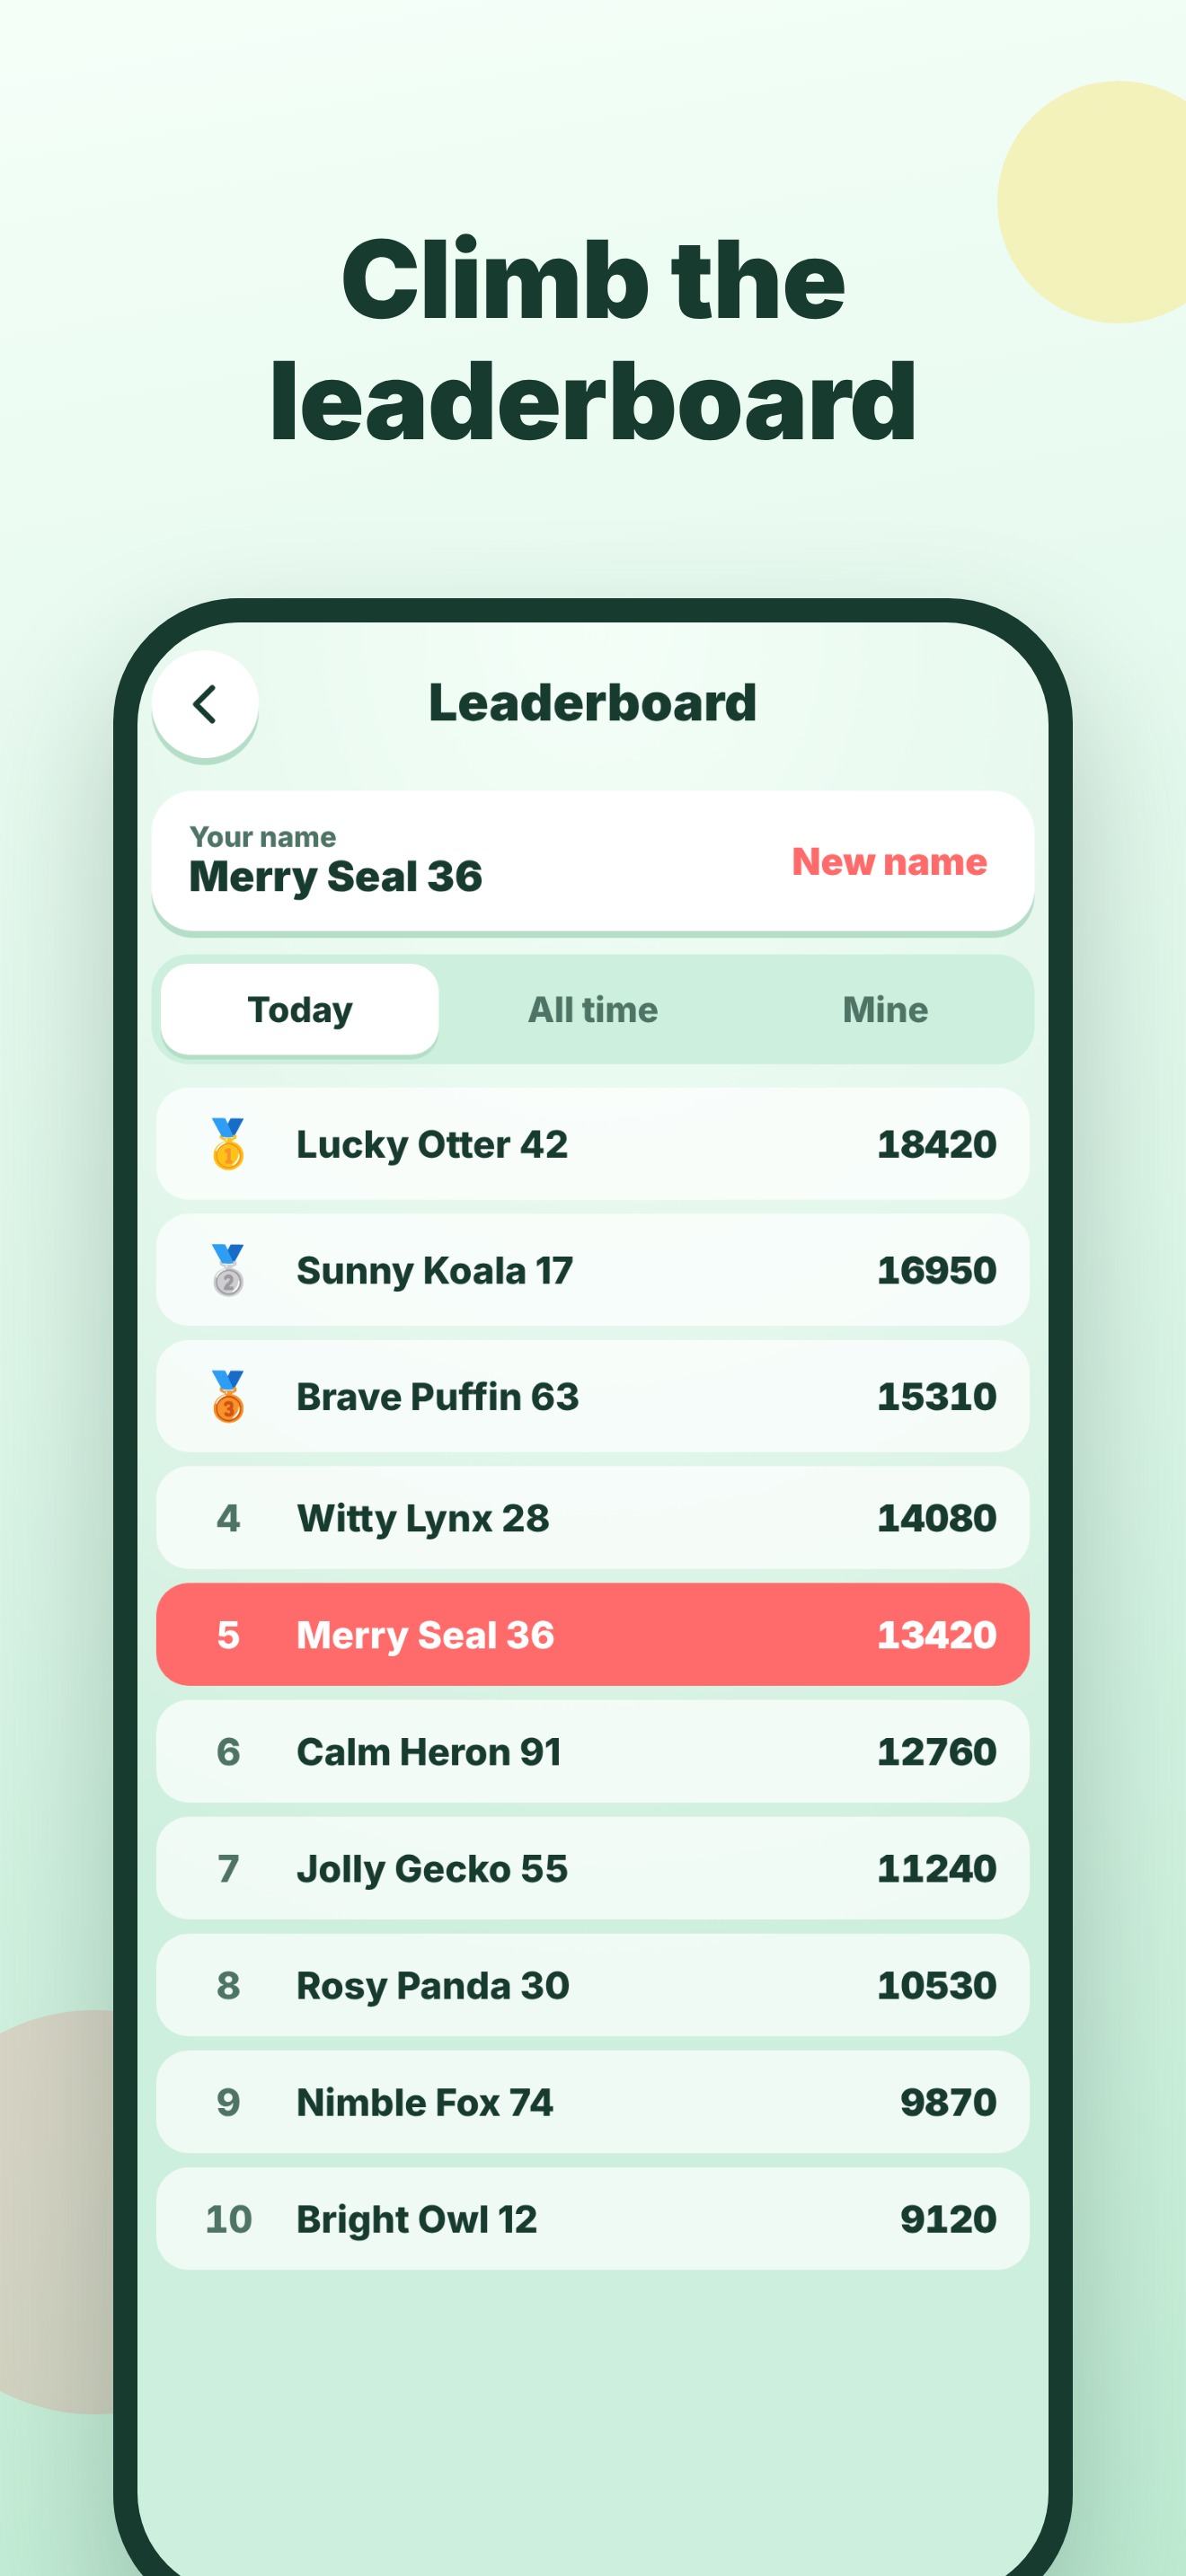 Climb the
leaderboard
Leaderboard
Your name
Merry Seal 36
New name
Today All time Mine
1 Lucky Otter 42 18420
2 Sunny Koala 17 16950
3 Brave Puffin 63 15310
4 Witty Lynx 28 14080
5 Merry Seal 36 13420
6 Calm Heron 91 12760
7 Jolly Gecko 55 11240
8 Rosy Panda 30 10530
9 Nimble Fox 74 9870
10 Bright Owl 12 9120